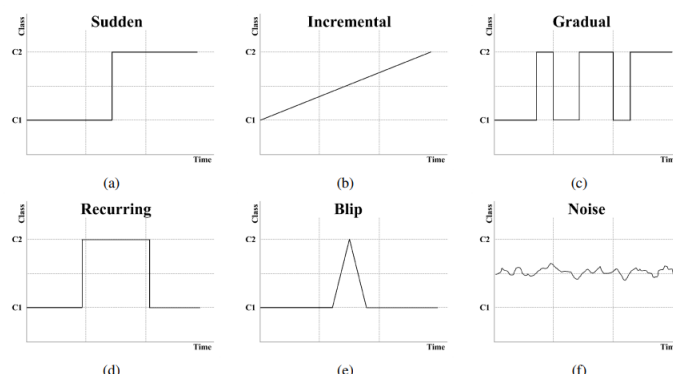 Sudden
Class
C2
C1
Time
(a)
Incremental
Class
C2
C1
Time
(b)
Gradual
Class
C2
C1
Time
(c)
Recurring
Class
C2
C1
Time
(d)
Blip
Class
C2
C1
Time
(e)
Noise
Class
C2
C1
Time
(f)